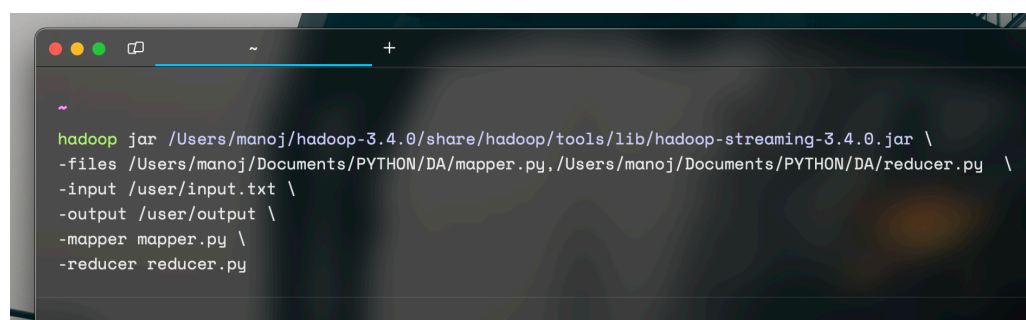 ~
+
~
hadoop jar /Users/manoj/hadoop-3.4.0/share/hadoop/tools/lib/hadoop-streaming-3.4.0.jar \
-files /Users/manoj/Documents/PYTHON/DA/mapper.py,/Users/manoj/Documents/PYTHON/DA/reducer.py  \
-input /user/input.txt \
-output /user/output \
-mapper mapper.py \
-reducer reducer.py